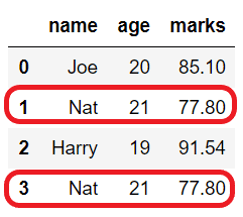 name age marks
0 Joe 20 85.10
1 Nat 21 77.80
2 Harry 19 91.54
3 Nat 21 77.80